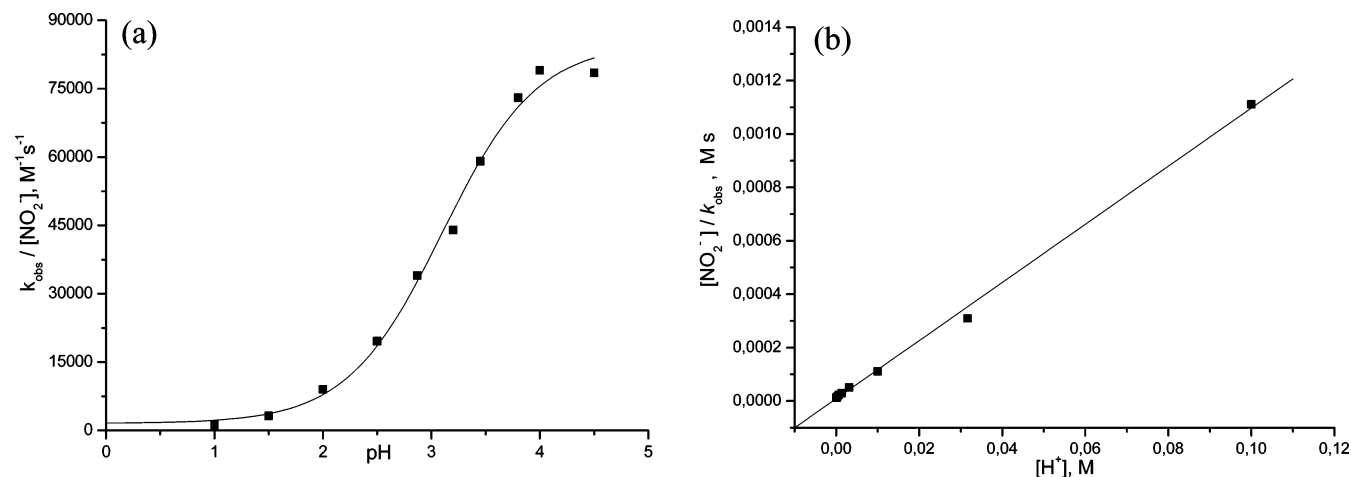 (a)
90000
75000
60000
45000
30000
15000
0
k_obs / [NO₂⁻], M⁻¹s⁻¹
0 1 2 3 4 5
pH
(b)
0,0014
0,0012
0,0010
0,0008
0,0006
0,0004
0,0002
0,0000
[NO₂⁻] / k_obs , M s
0,00 0,02 0,04 0,06 0,08 0,10 0,12
[H⁺], M